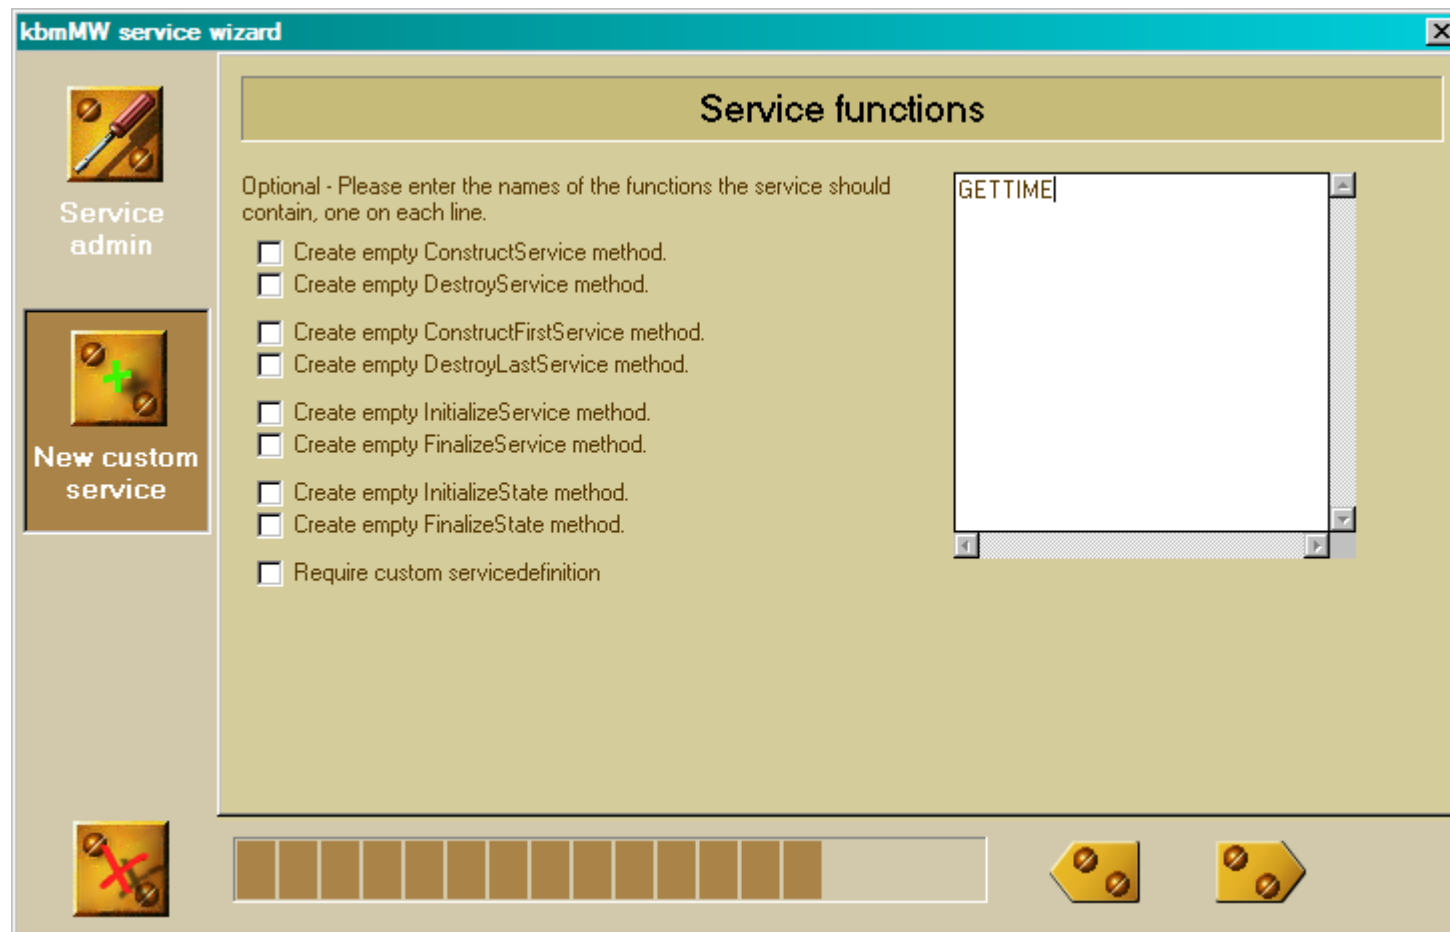 kbmMW service wizard
Service functions
Service
admin
New custom
service
Optional - Please enter the names of the functions the service should
contain, one on each line.
Create empty ConstructService method.
Create empty DestroyService method.
Create empty ConstructFirstService method.
Create empty DestroyLastService method.
Create empty InitializeService method.
Create empty FinalizeService method.
Create empty InitializeState method.
Create empty FinalizeState method.
Require custom servicedefinition
GETTIME